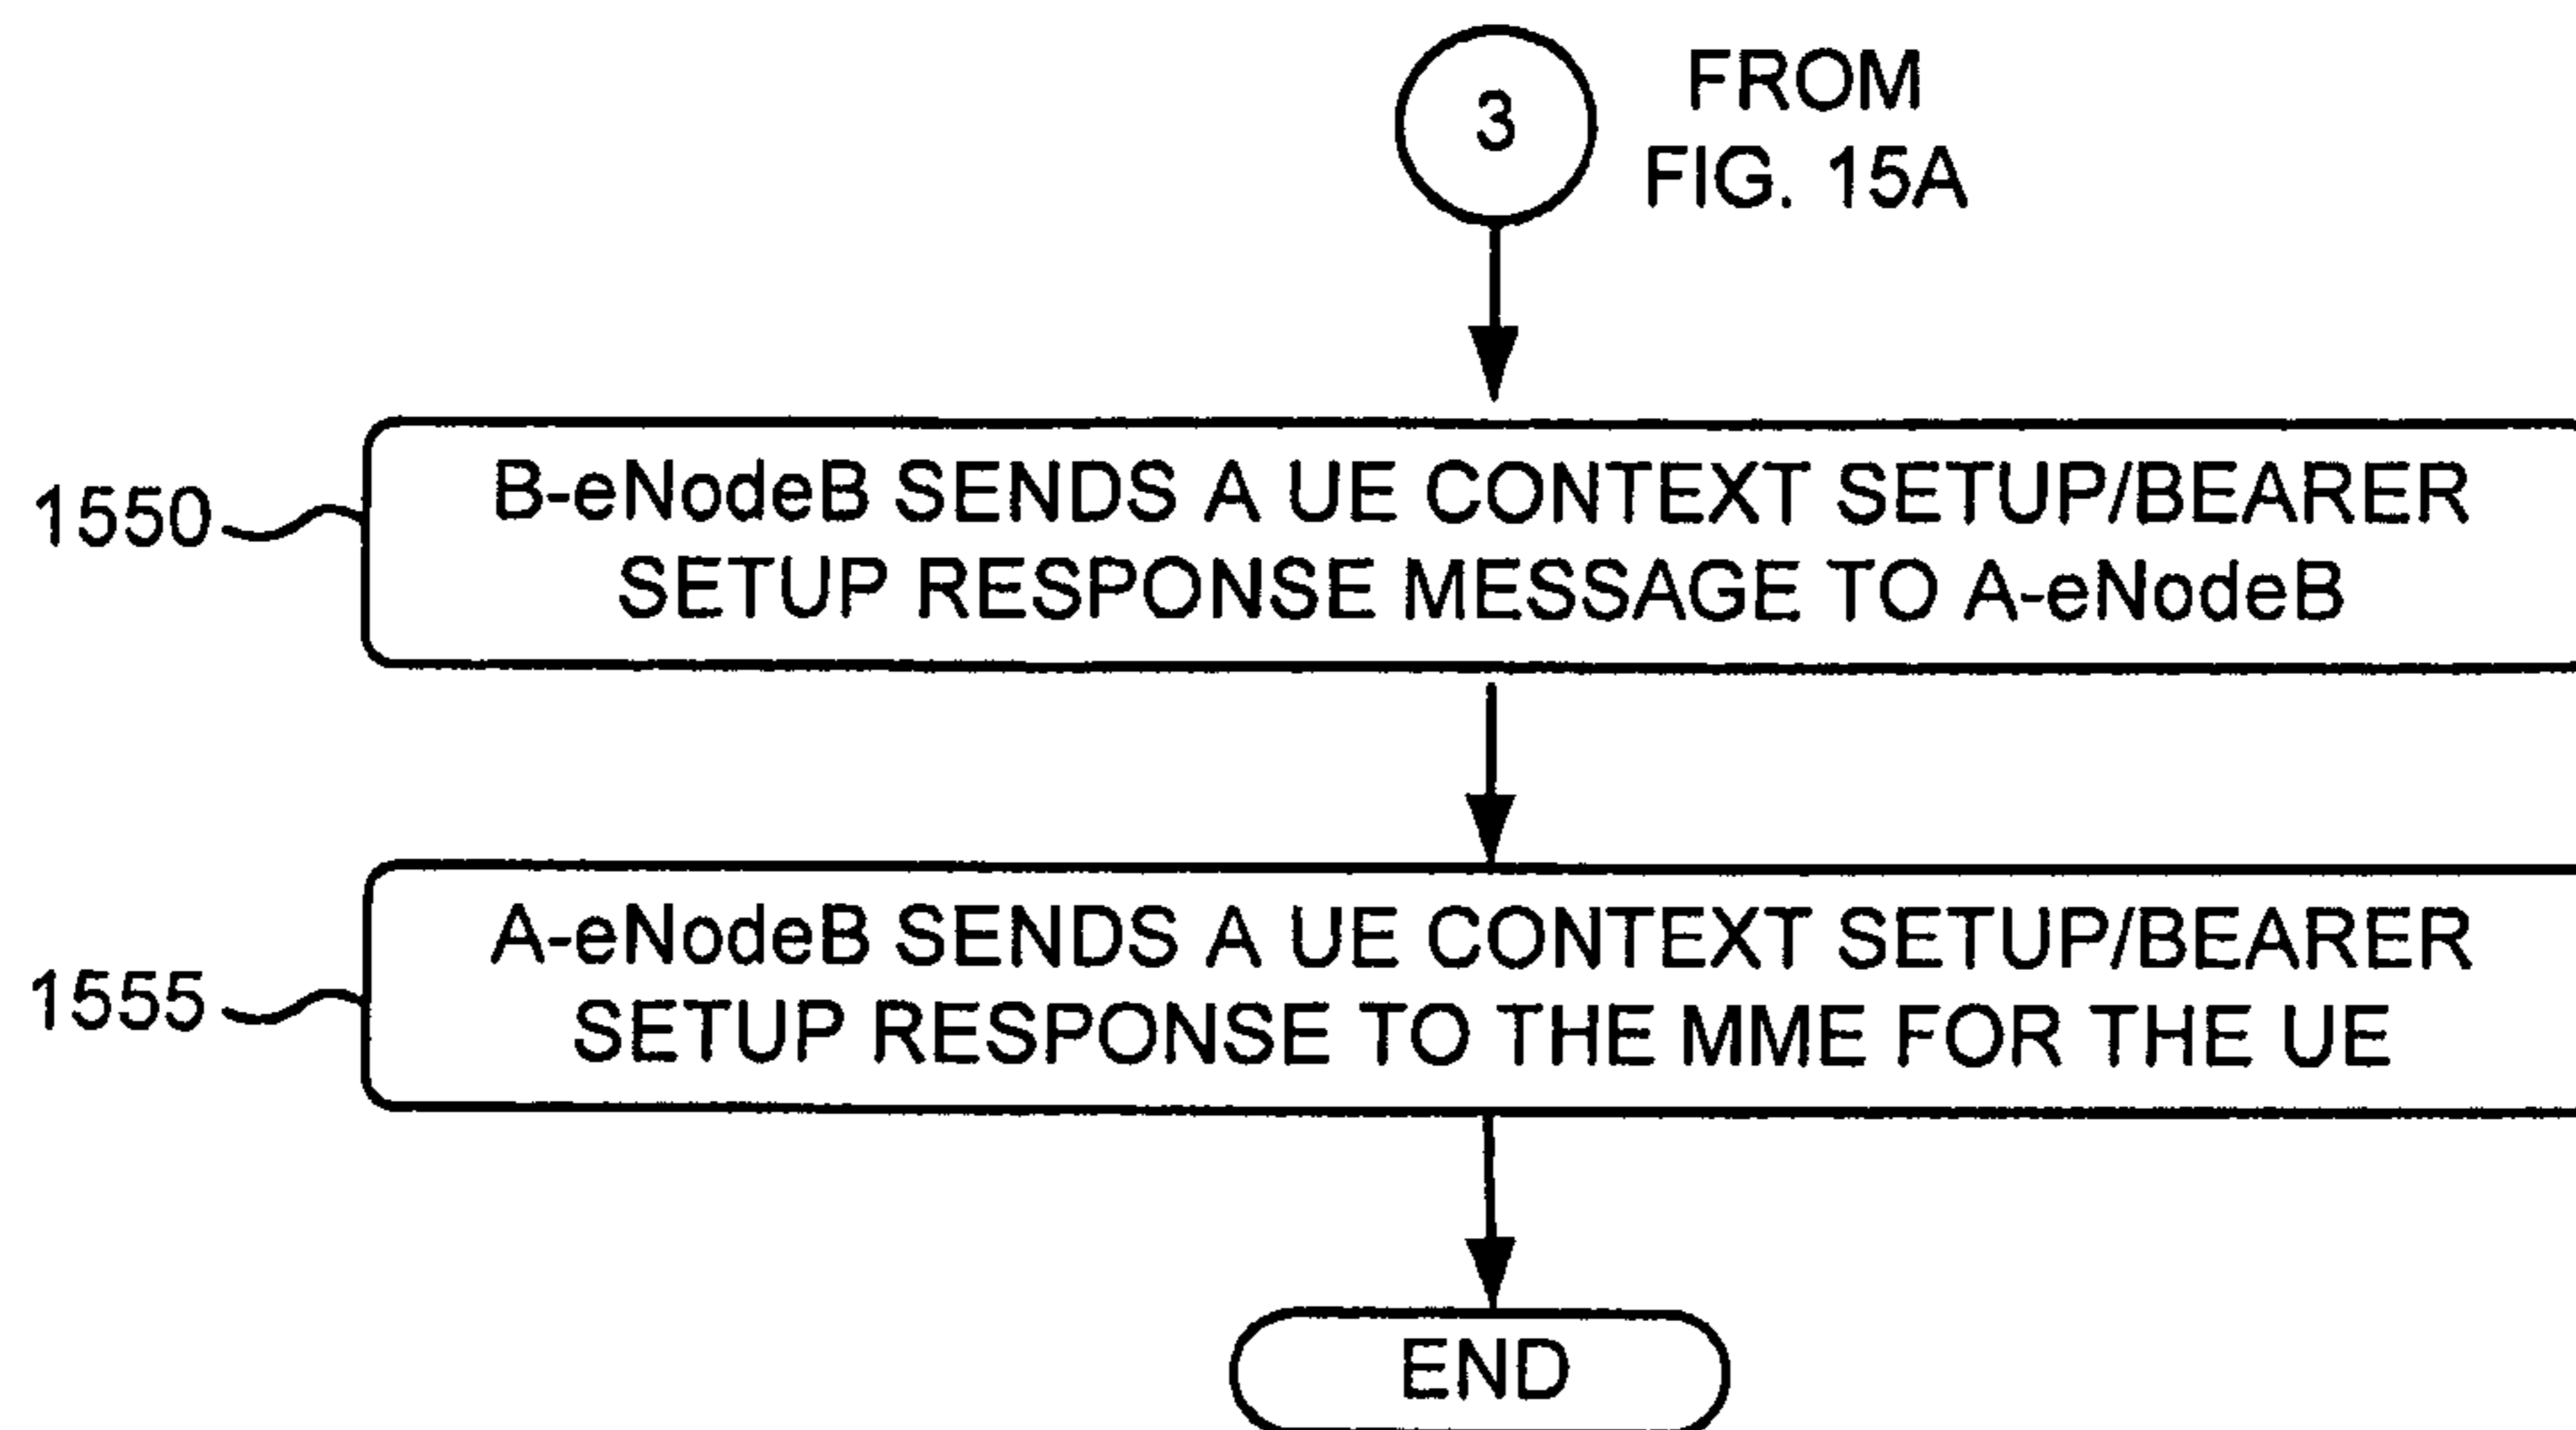 3
FROM
FIG. 15A
1550
B-eNodeB SENDS A UE CONTEXT SETUP/BEARER
SETUP RESPONSE MESSAGE TO A-eNodeB
1555
A-eNodeB SENDS A UE CONTEXT SETUP/BEARER
SETUP RESPONSE TO THE MME FOR THE UE
END